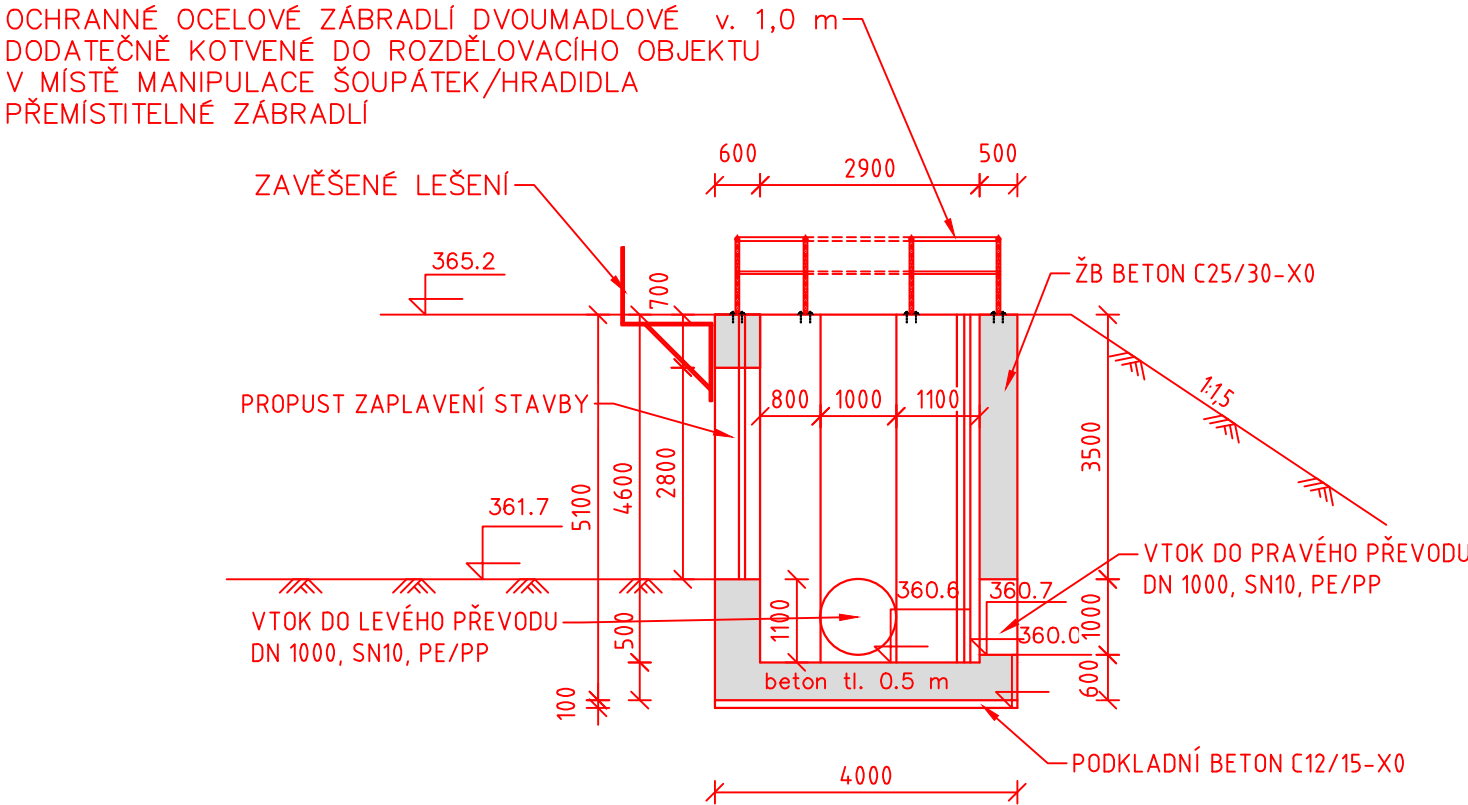 OCHRANNÉ OCELOVÉ ZÁBRADLÍ DVOUMADLOVÉ v. 1,0 m
DODATEČNĚ KOTVENÉ DO ROZDĚLOVACÍHO OBJEKTU
V MÍSTĚ MANIPULACE ŠOUPÁTEK/HRADIDLA
PŘEMÍSTITELNÉ ZÁBRADLÍ
600
2900
500
ZAVĚŠENÉ LEŠENÍ
365.2
700
ŽB BETON C25/30-X0
1:1,5
PROPUST ZAPLAVENÍ STAVBY
800
1000
1100
3500
5100
4600
2800
361.7
VTOK DO PRAVÉHO PŘEVODU
DN 1000, SN10, PE/PP
360.6
360.7
VTOK DO LEVÉHO PŘEVODU
DN 1000, SN10, PE/PP
500
1100
360.0
1000
beton tl. 0.5 m
600
100
PODKLADNÍ BETON C12/15-X0
4000